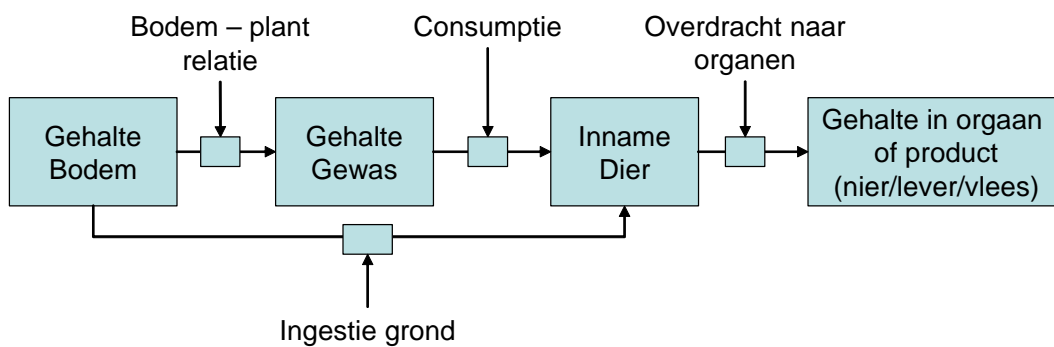 Bodem – plant
relatie
Consumptie
Overdracht naar
organen
Gehalte
Bodem
Gehalte
Gewas
Inname
Dier
Gehalte in orgaan
of product
(nier/lever/vlees)
Ingestie grond